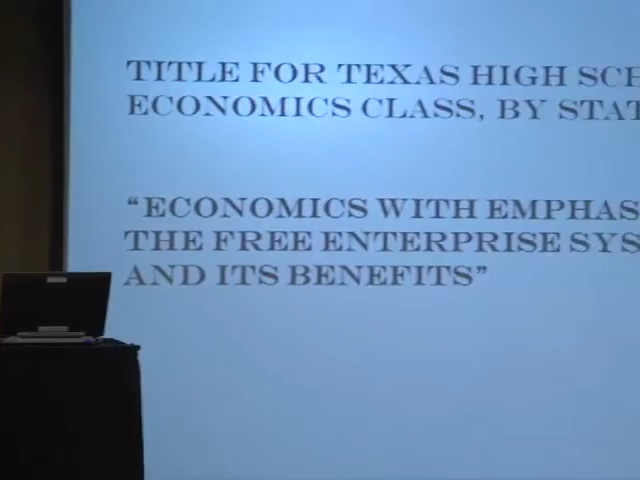 TITLE FOR TEXAS HIGH
ECONOMICS CLASS, BY
“ECONOMICS WITH
THE FREE ENTERPRISE
AND ITS BENEFITS”